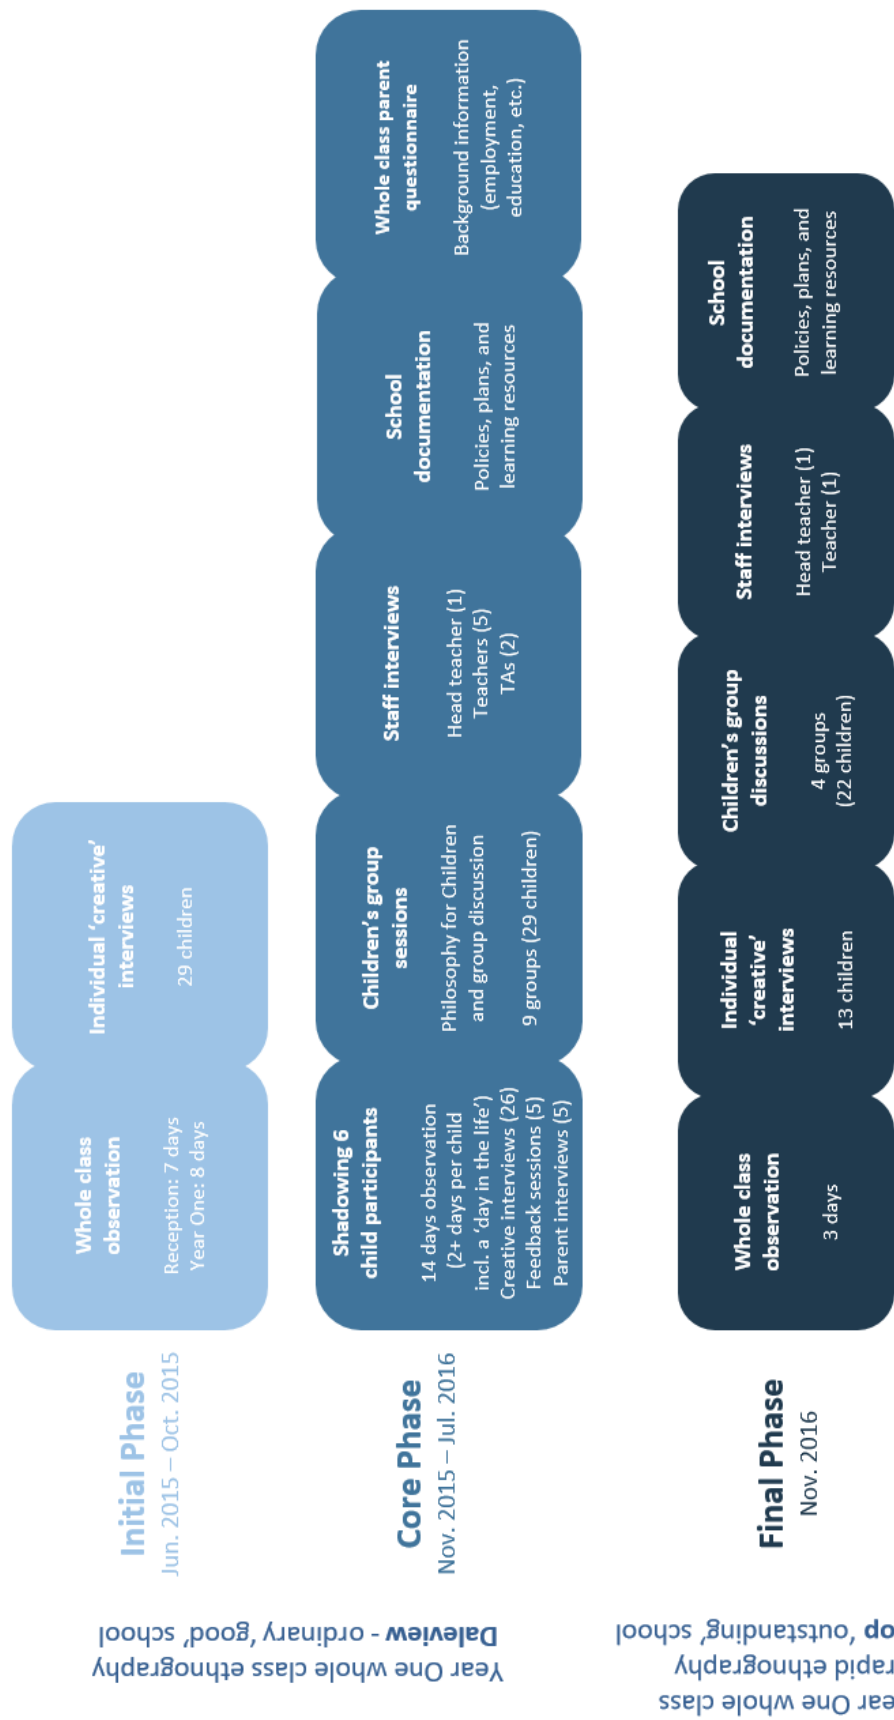 Year One whole class ethnography
Daleview - ordinary 'good' school
Initial Phase
Jun. 2015 – Oct. 2015
Whole class
observation
Reception: 7 days
Year One: 8 days
Individual ‘creative’
interviews
29 children
Core Phase
Nov. 2015 – Jul. 2016
Shadowing 6
child participants
14 days observation
(2+ days per child
incl. a ‘day in the life’)
Creative interviews (26)
Feedback sessions (5)
Parent interviews (5)
Children’s group
sessions
Philosophy for Children
and group discussion
9 groups (29 children)
Staff interviews
Head teacher (1)
Teachers (5)
TAs (2)
School
documentation
Policies, plans, and
learning resources
Whole class parent
questionnaire
Background information
(employment,
education, etc.)
One whole class
rapid ethnography
'outstanding' school
Final Phase
Nov. 2016
Whole class
observation
3 days
Individual
‘creative’
interviews
13 children
Children’s group
discussions
4 groups
(22 children)
Staff interviews
Head teacher (1)
Teacher (1)
School
documentation
Policies, plans, and
learning resources